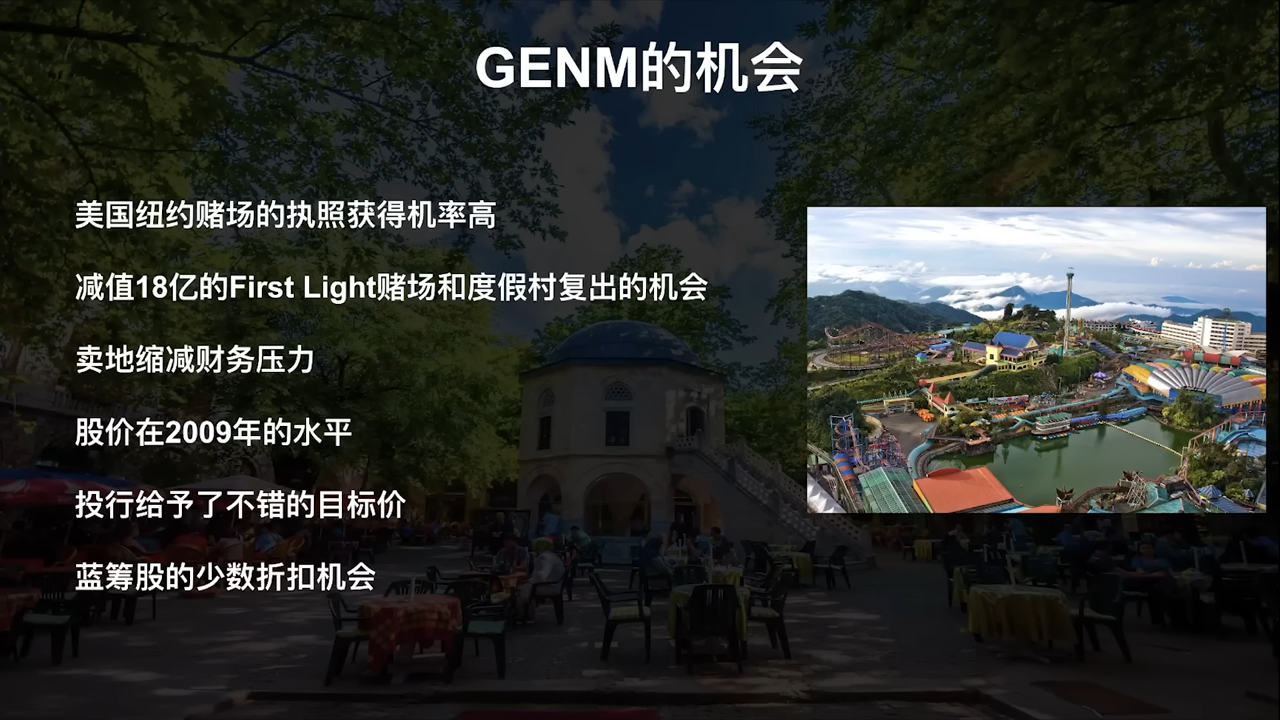 GENM的机会
美国纽约赌场的执照获得机率高
减值18亿的First Light赌场和度假村复出的机会
卖地缩减财务压力
股价在2009年的水平
投行给予了不错的目标价
蓝筹股的少数折扣机会